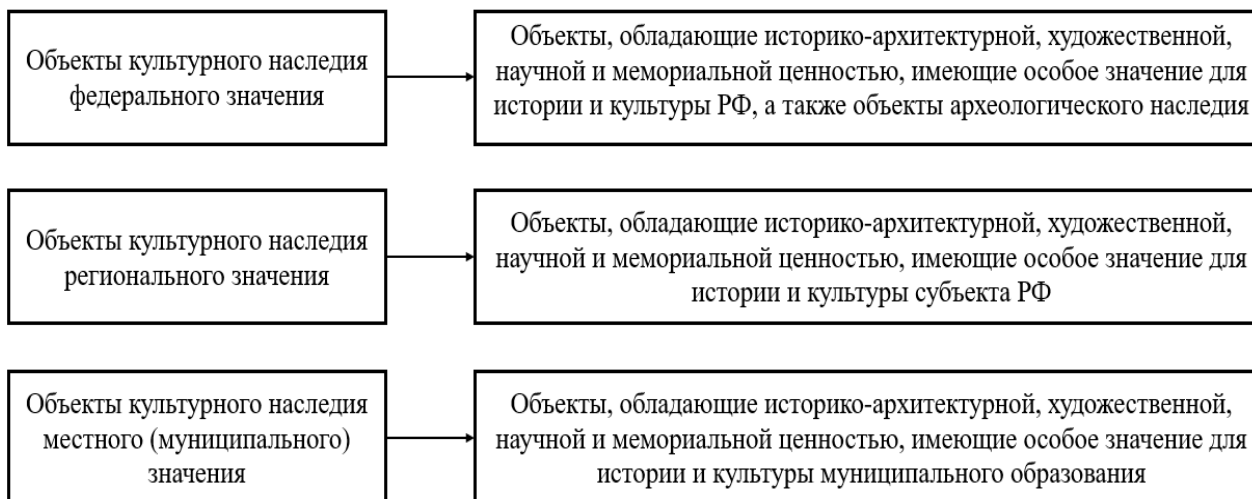 Объекты культурного наследия
федерального значения
Объекты, обладающие историко-архитектурной, художественной,
научной и мемориальной ценностью, имеющие особое значение для
истории и культуры РФ, а также объекты археологического наследия
Объекты культурного наследия
регионального значения
Объекты, обладающие историко-архитектурной, художественной,
научной и мемориальной ценностью, имеющие особое значение для
истории и культуры субъекта РФ
Объекты культурного наследия
местного (муниципального)
значения
Объекты, обладающие историко-архитектурной, художественной,
научной и мемориальной ценностью, имеющие особое значение для
истории и культуры муниципального образования